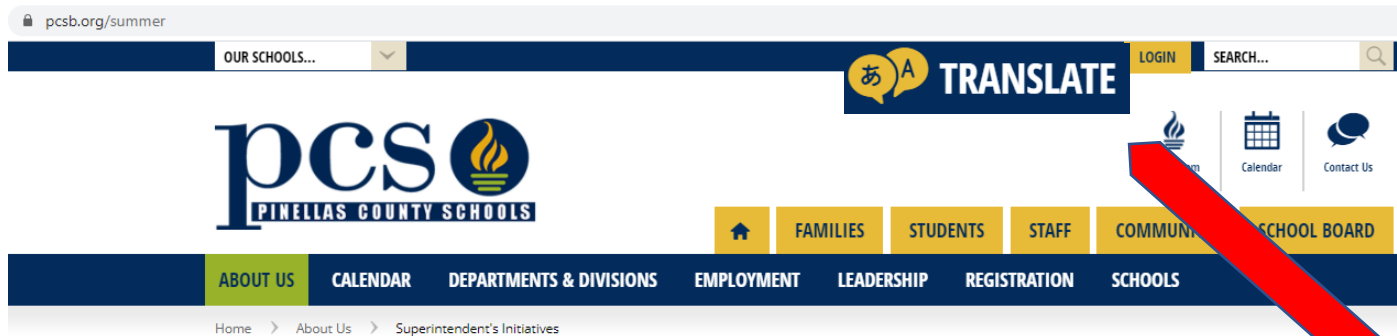 pcsb.org/summer
OUR SCHOOLS...
あ A TRANSLATE
LOGIN
SEARCH...
pcs
PINELLAS COUNTY SCHOOLS
Calendar
Contact Us
FAMILIES STUDENTS STAFF SCHOOL BOARD
ABOUT US CALENDAR DEPARTMENTS & DIVISIONS EMPLOYMENT LEADERSHIP REGISTRATION SCHOOLS
Home > About Us > Superintendent's Initiatives